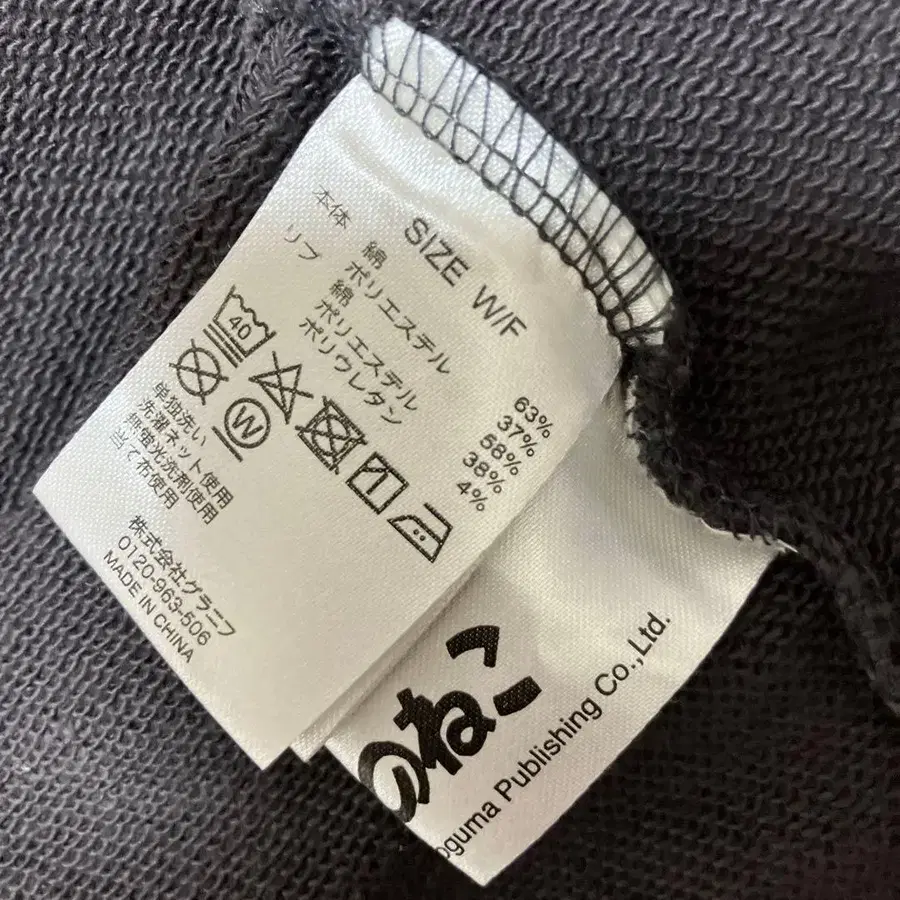 SIZE W/F
本体 綿 63%
ポリエステル 37%
リブ 綿 58%
ポリエステル 38%
ポリウレタン 4%
40
W
単独洗い
洗濯ネット使用
無蛍光洗剤使用
当て布使用
株式会社グラニフ
0120-963-506
MADE IN CHINA
のねこ
oguma Publishing Co.,Ltd.